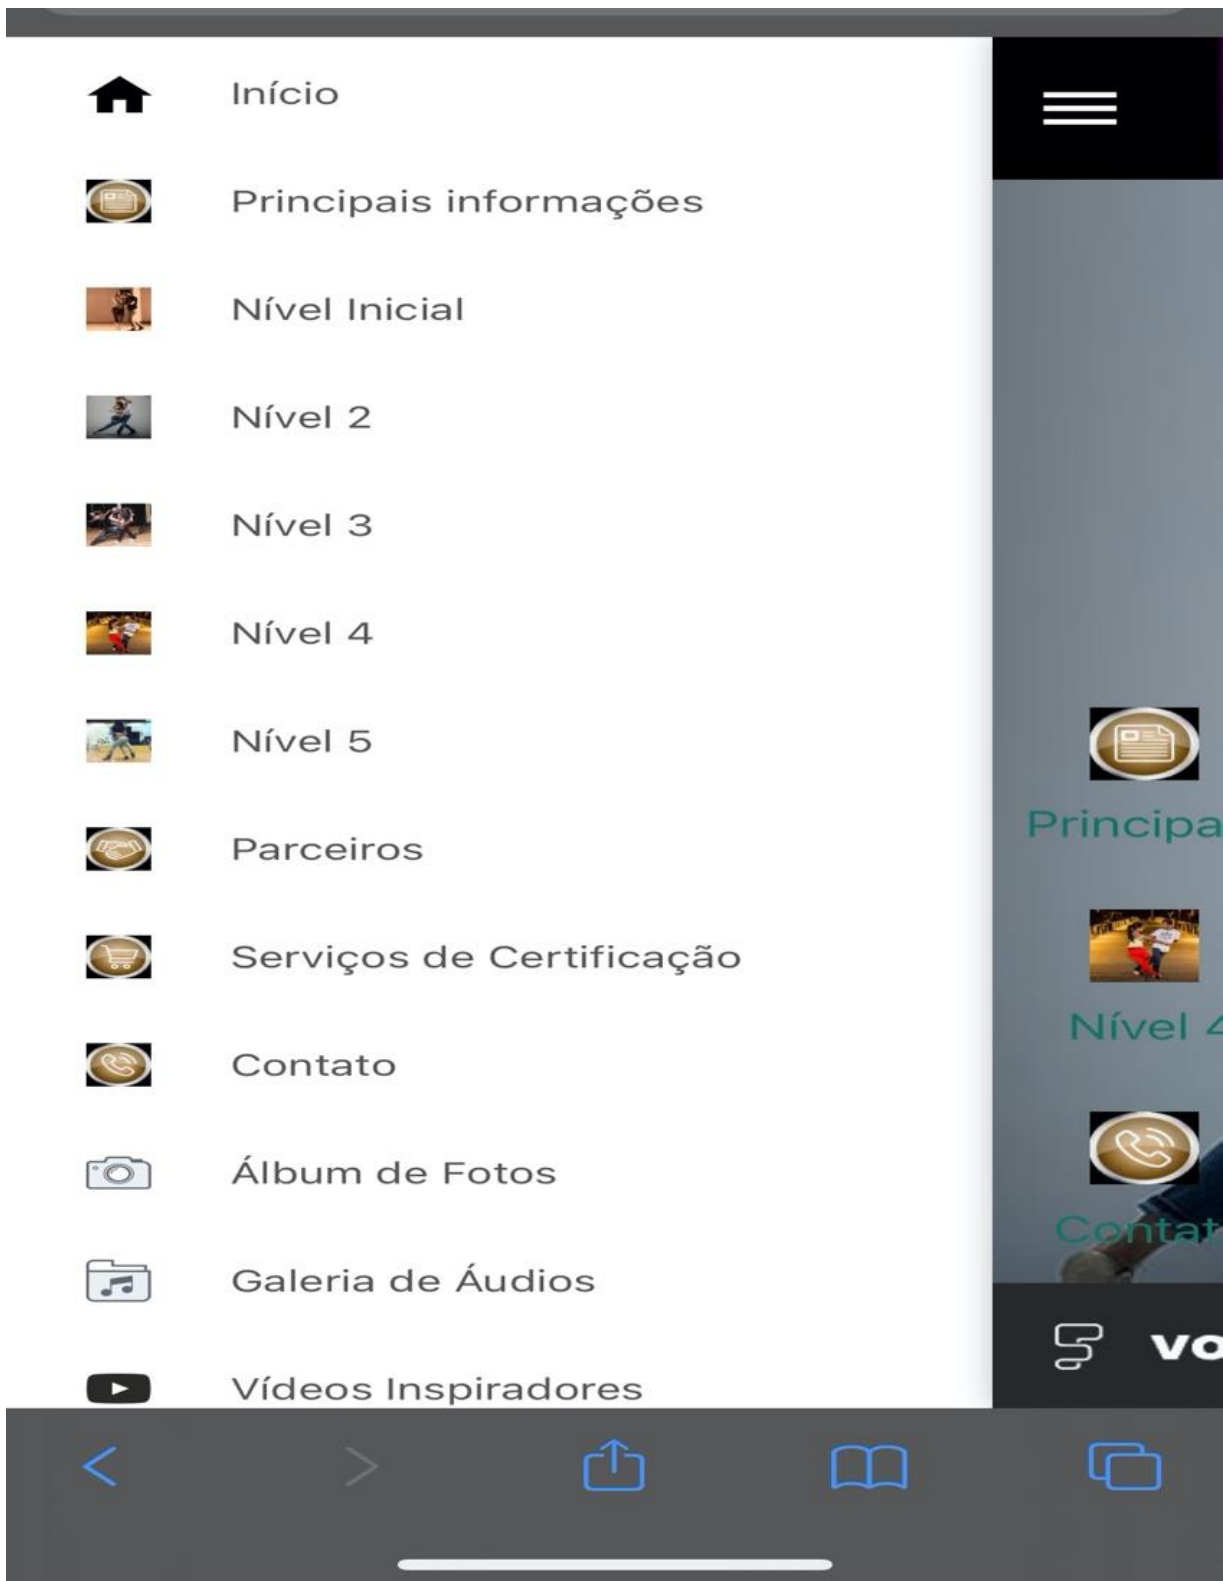 Início
Principais informações
Nível Inicial
Nível 2
Nível 3
Nível 4
Nível 5
Parceiros
Serviços de Certificação
Contato
Álbum de Fotos
Galeria de Áudios
Vídeos Inspiradores
Principa
Nível 4
Contat
vo